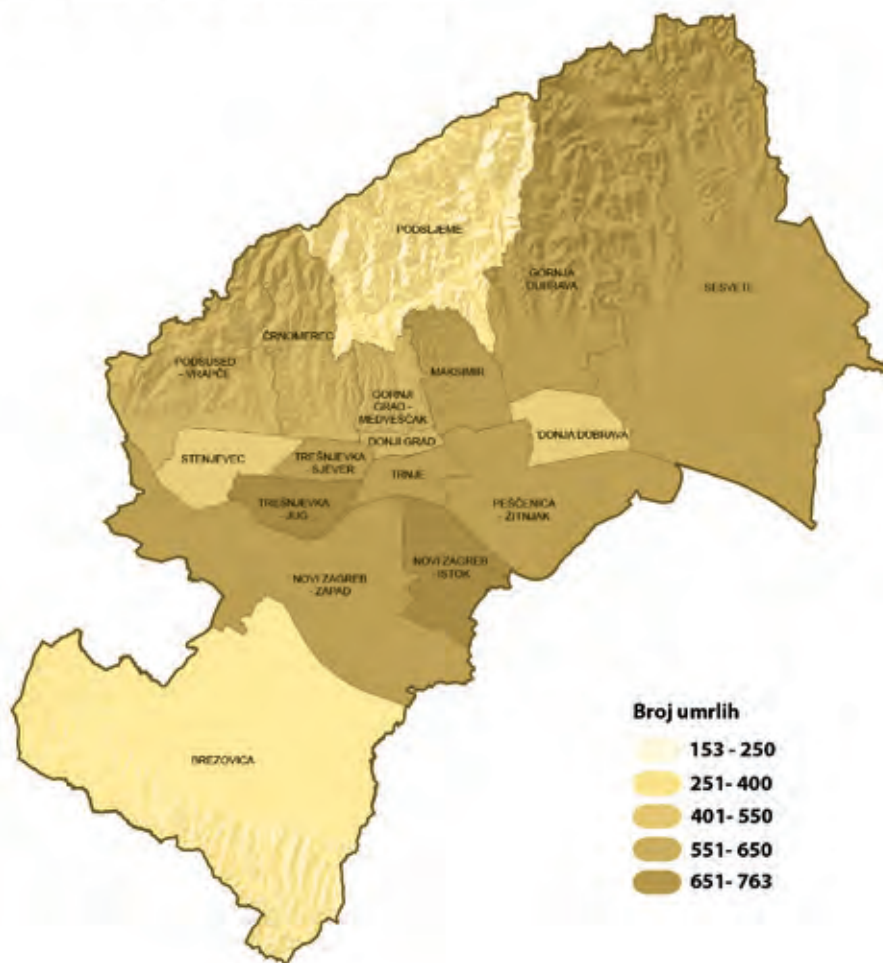 PODSLJEME
GORNJA
DUBRAVA
SESVETE
ČRNOMEREC
PODSUSED
- VRAPČE
MAKSIMIR
GORNJI
GRAD -
MEDVEŠČAK
DONJI GRAD
DONJA DUBRAVA
STENJEVEC
TREŠNJEVKA
- SJEVER
TRNJE
TREŠNJEVKA
- JUG
PEŠČENICA
- ŽITNJAK
NOVI ZAGREB
- ISTOK
NOVI ZAGREB
- ZAPAD
BREZOVICA
Broj umrlih
153 - 250
251- 400
401- 550
551- 650
651- 763